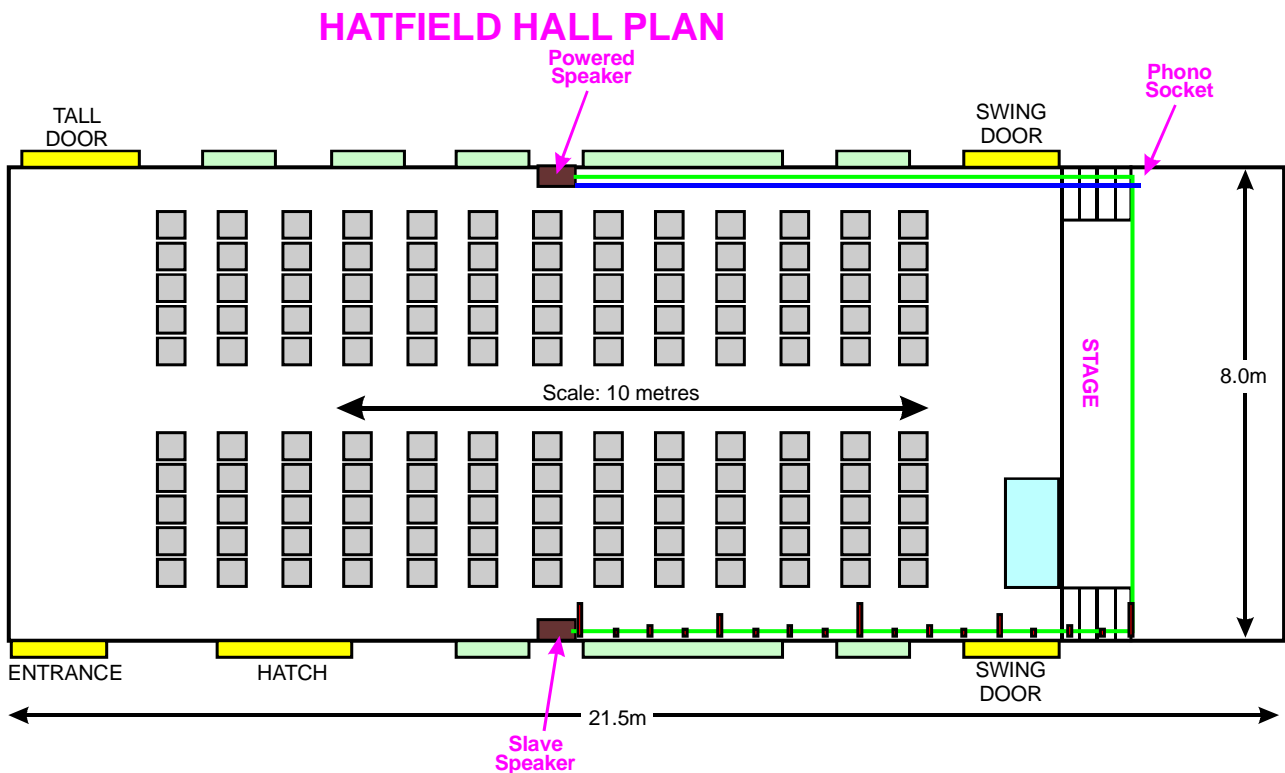 HATFIELD HALL PLAN
Powered
Speaker
Phono
Socket
TALL
DOOR
SWING
DOOR
Scale: 10 metres
STAGE
8.0m
ENTRANCE
HATCH
SWING
DOOR
21.5m
Slave
Speaker